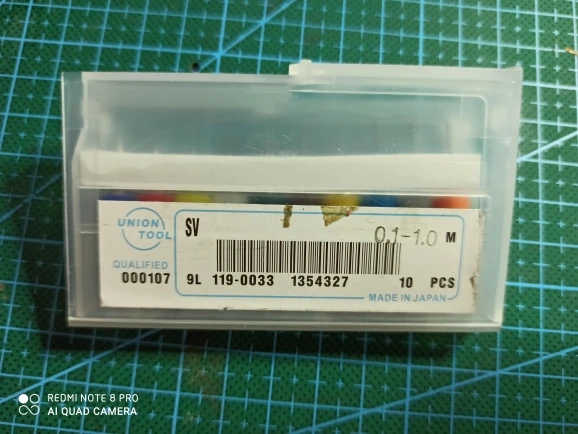 UNION
TOOL
SV
0.1-1.0 M
QUALIFIED
000107
9L 119-0033 1354327 10 PCS
MADE IN JAPAN
REDMI NOTE 8 PRO
AI QUAD CAMERA